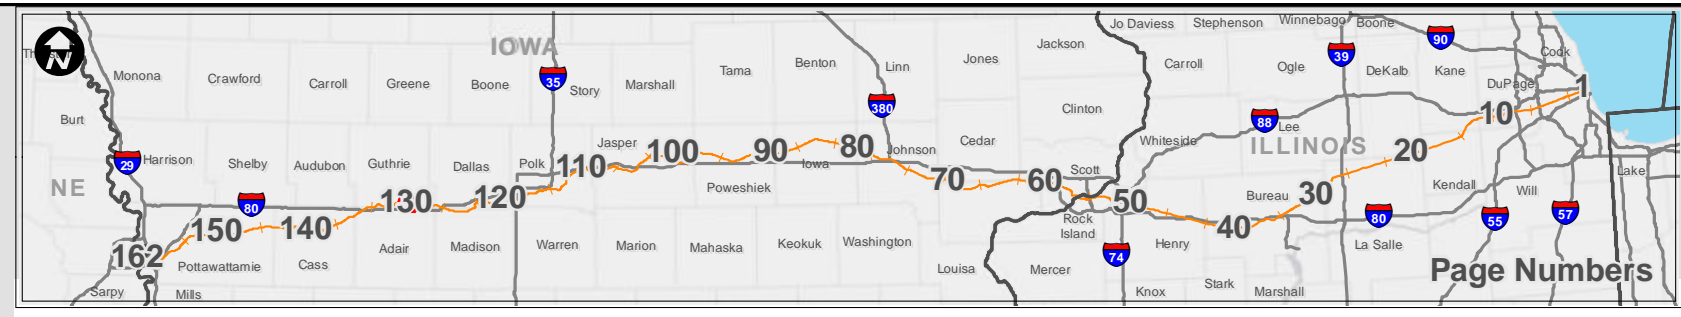 Jo Daviess
Stephenson
Winnebago
Boone
IOWA
N
Monona
Crawford
Carroll
Greene
Boone
35
Story
Marshall
Tama
Benton
Linn
Jones
Jackson
Carroll
Ogle
39
DeKalb
90
Kane
Cook
DuPage
1
Burt
380
Clinton
Whiteside
88
Lee
10
ILLINOIS
20
29
Harrison
Shelby
Audubon
Guthrie
Dallas
Polk
Jasper
110
100
90
80
Iowa
Johnson
Cedar
Scott
Lake
NE
80
130
120
Poweshiek
70
60
50
Bureau
30
Kendall
Will
162
150
140
Adair
Madison
Warren
Marion
Mahaska
Keokuk
Washington
Rock
Island
Henry
40
80
55
57
La Salle
Pottawattamie
Cass
Louisa
Mercer
74
Page Numbers
Sarpy
Mills
Knox
Stark
Marshall